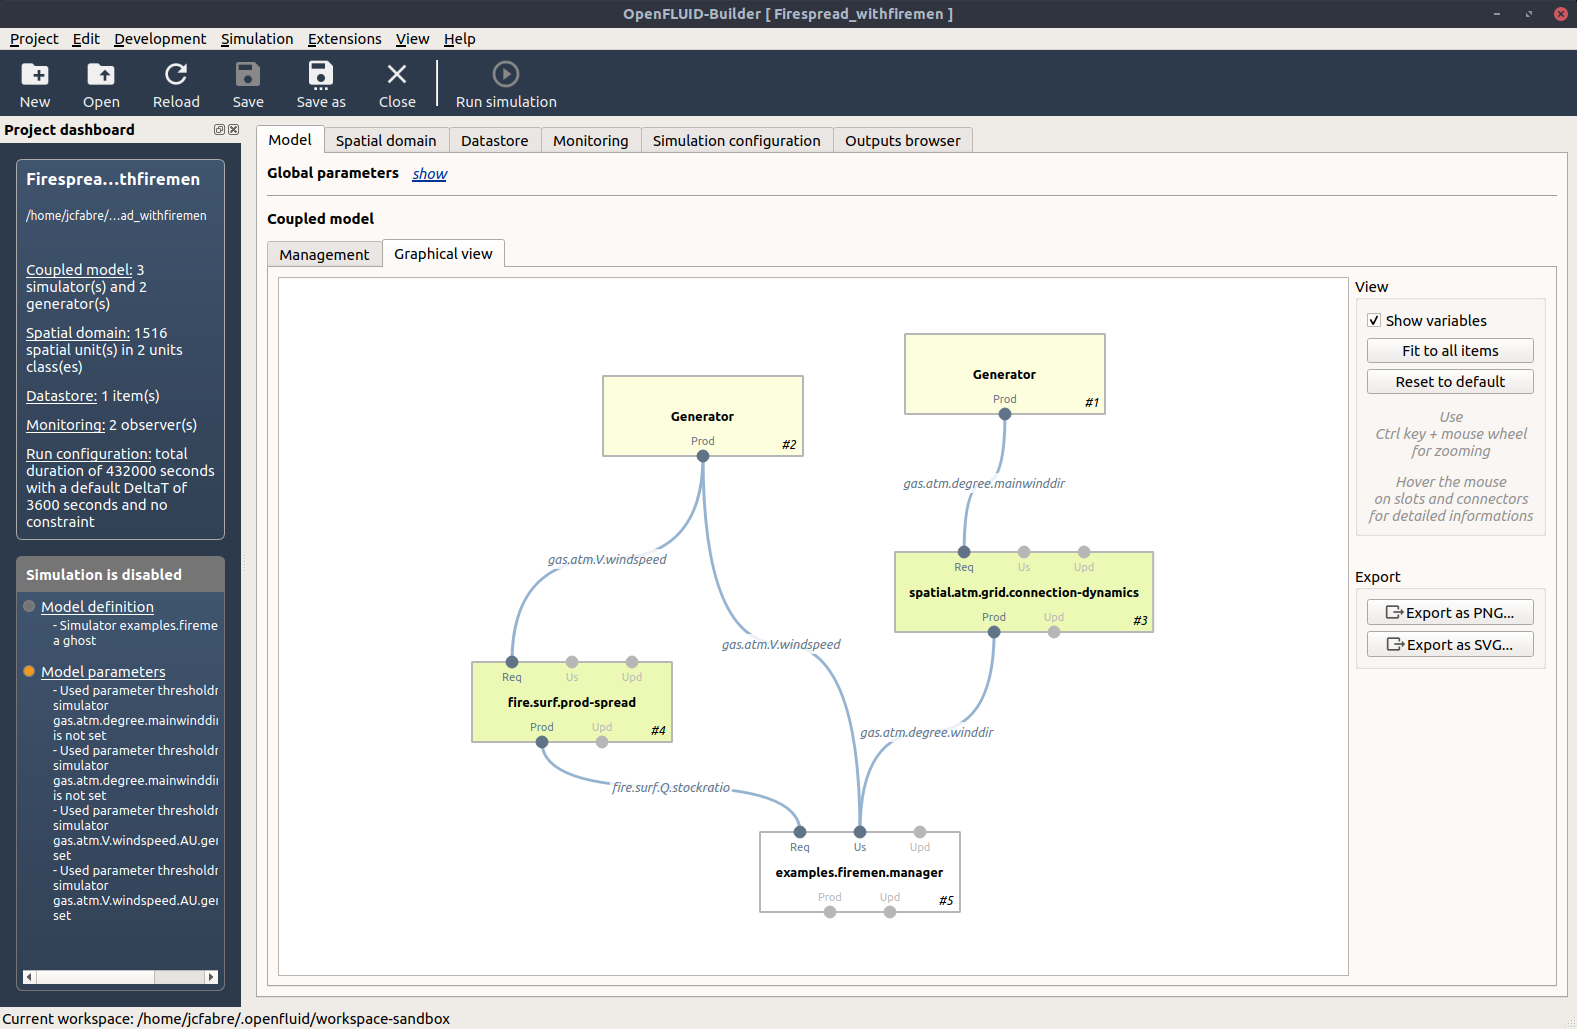 OpenFLUID-Builder [ Firespread_withfiremen ]
Project Edit Development Simulation Extensions View Help
New Open Reload Save Save as Close Run simulation
Project dashboard
Firesprea...thfiremen
/home/jcfabre/...ad_withfiremen
Coupled model: 3
simulator(s) and 2
generator(s)
Spatial domain: 1516
spatial unit(s) in 2 units
class(es)
Datastore: 1 item(s)
Monitoring: 2 observer(s)
Run configuration: total
duration of 432000 seconds
with a default DeltaT of
3600 seconds and no
constraint
Simulation is disabled
Model definition
- Simulator examples.fireme
a ghost
Model parameters
- Used parameter thresholdr
simulator
gas.atm.degree.mainwinddir
is not set
- Used parameter thresholdr
simulator
gas.atm.degree.mainwinddir
is not set
- Used parameter thresholdr
simulator
gas.atm.V.windspeed.AU.ger
set
- Used parameter thresholdr
simulator
gas.atm.V.windspeed.AU.ger
set
Model Spatial domain Datastore Monitoring Simulation configuration Outputs browser
Global parameters show
Coupled model
Management Graphical view
Generator
Prod
#1
Generator
Prod
#2
gas.atm.degree.mainwinddir
gas.atm.V.windspeed
Req Us Upd
spatial.atm.grid.connection-dynamics
Prod Upd
#3
gas.atm.V.windspeed
Req Us Upd
fire.surf.prod-spread
Prod Upd
#4
gas.atm.degree.winddir
fire.surf.Q.stockratio
Req Us Upd
examples.firemen.manager
Prod Upd
#5
View
Show variables
Fit to all items
Reset to default
Use
Ctrl key + mouse wheel
for zooming
Hover the mouse
on slots and connectors
for detailed informations
Export
Export as PNG...
Export as SVG...
Current workspace: /home/jcfabre/.openfluid/workspace-sandbox